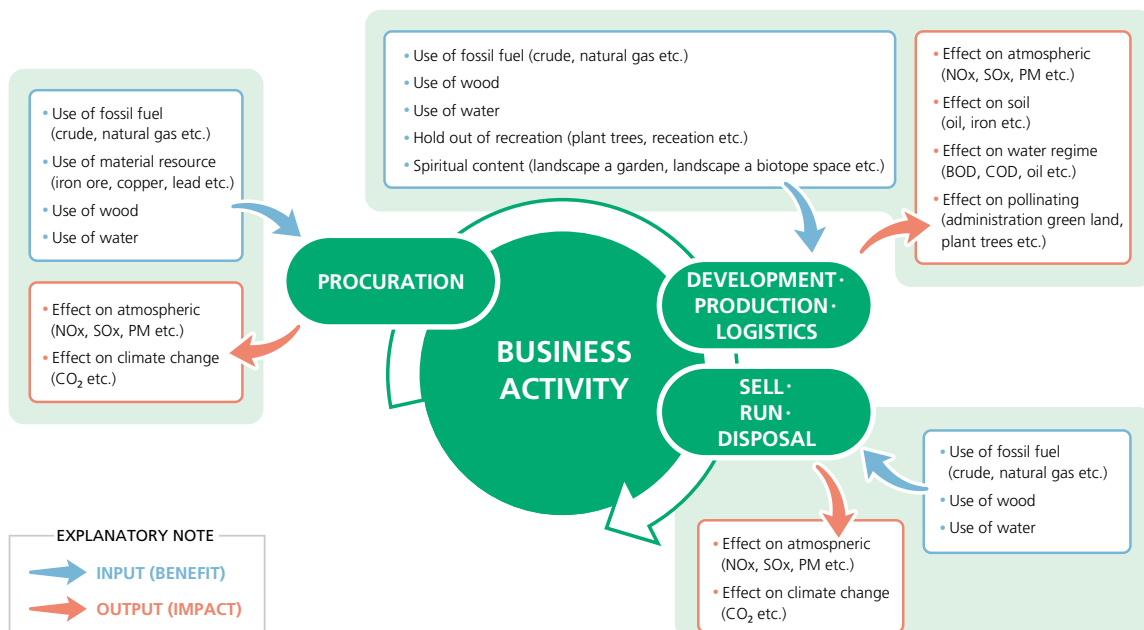 • Use of fossil fuel (crude, natural gas etc.)
• Use of wood
• Use of water
• Hold out of recreation (plant trees, receation etc.)
• Spiritual content (landscape a garden, landscape a biotope space etc.)
• Effect on atmospheric
(NOx, SOx, PM etc.)
• Effect on soil
(oil, iron etc.)
• Effect on water regime
(BOD, COD, oil etc.)
• Effect on pollinating
(administration green land,
plant trees etc.)
• Use of fossil fuel
(crude, natural gas etc.)
• Use of material resource
(iron ore, copper, lead etc.)
• Use of wood
• Use of water
PROCURATION
• Effect on atmospheric
(NOx, SOx, PM etc.)
• Effect on climate change
(CO₂ etc.)
BUSINESS
ACTIVITY
DEVELOPMENT·
PRODUCTION·
LOGISTICS
SELL·
RUN·
DISPOSAL
• Use of fossil fuel
(crude, natural gas etc.)
• Use of wood
• Use of water
• Effect on atmospneric
(NOx, SOx, PM etc.)
• Effect on climate change
(CO₂ etc.)
EXPLANATORY NOTE
INPUT (BENEFIT)
OUTPUT (IMPACT)